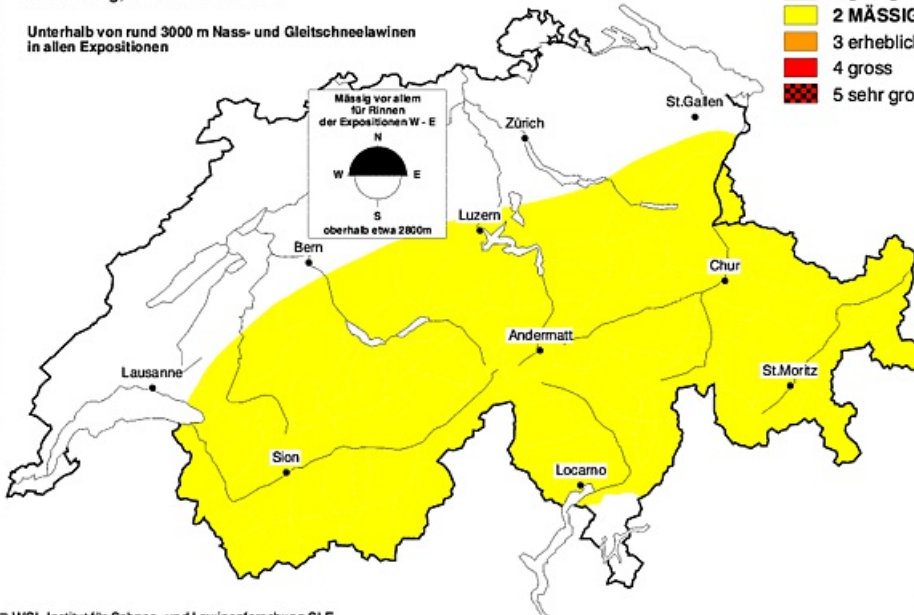 Unterhalb von rund 3000 m Nass- und Gleitschneelawinen
in allen Expositionen
2 MÄSSIG
3 erheblich
4 gross
5 sehr gro
Mässig vor allem
für Rinnen
der Expositionen W - E
N
W E
S
oberhalb etwa 2800m
St.Gallen
Zürich
Luzern
Bern
Chur
Andermatt
Lausanne
St.Moritz
Sion
Locarno